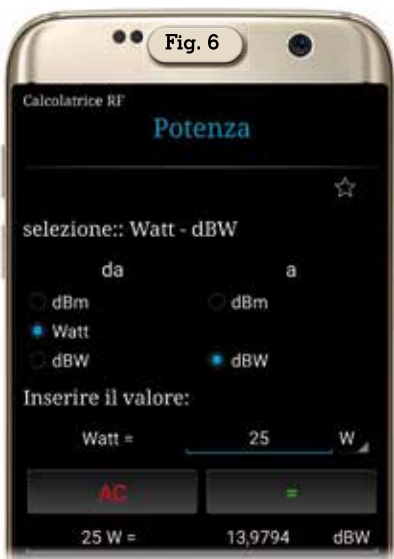 Fig. 6
Calcolatrice RF
Potenza
selezione:: Watt - dBW
da a
dBm dBm
Watt
dBW dBW
Inserire il valore:
Watt = 25 W
AC =
25 W = 13,9794 dBW